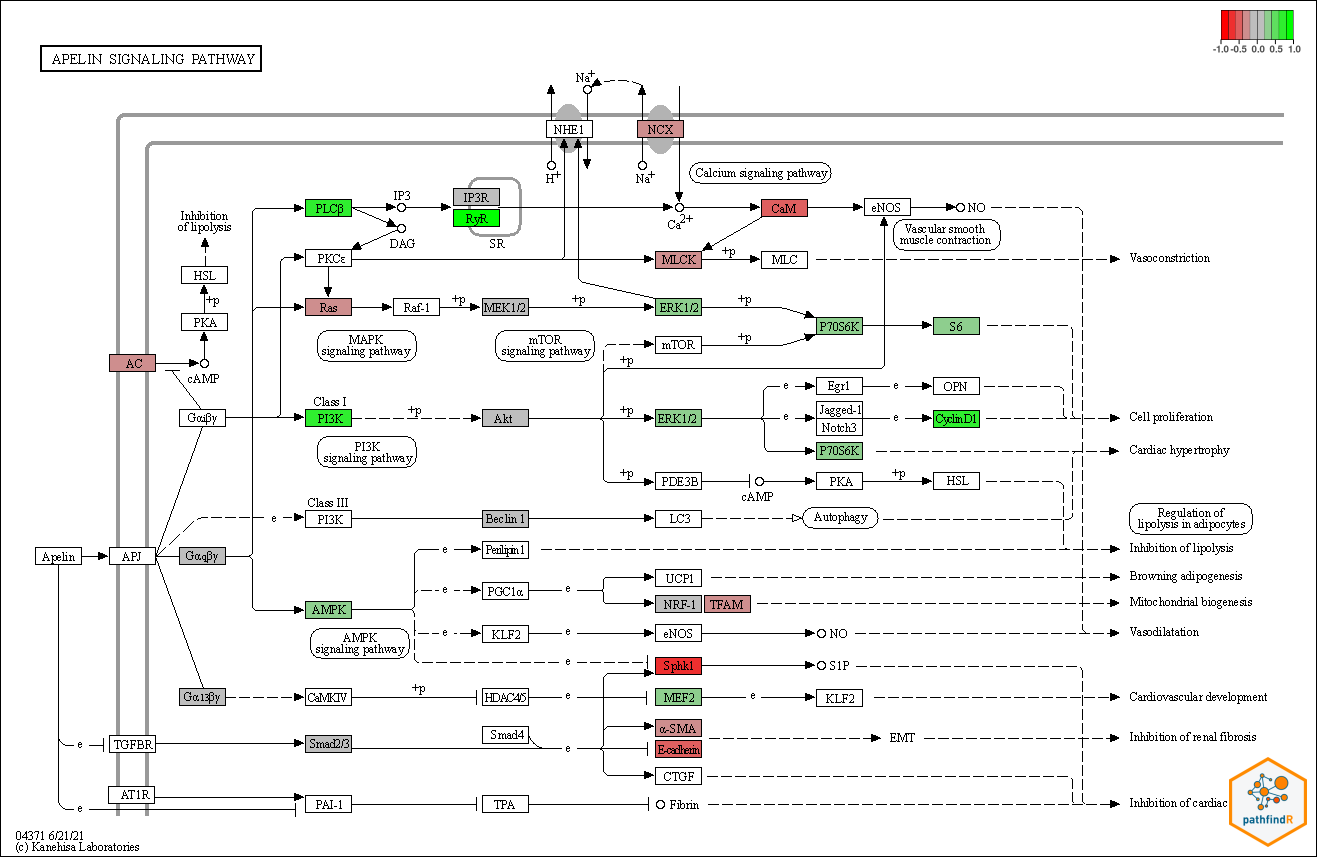 -1.0 -0.5 0.0 0.5 1.0
APELIN SIGNALING PATHWAY
Na+
NHE1
NCX
H+
Na+
Calcium signaling pathway
Inhibition
of lipolysis
PLCβ
IP3
IP3R
RyR
SR
DAG
Ca2+
CaM
eNOS
NO
Vascular smooth
muscle contraction
HSL
+p
PKA
PKCε
MLCK
+p
MLC
Vasoconstriction
Ras
Raf-1
+p
MEK1/2
+p
ERK1/2
+p
P70S6K
S6
MAPK
signaling pathway
mTOR
signaling pathway
mTOR
+p
+p
AC
cAMP
Gαiβγ
Class I
PI3K
+p
Akt
+p
ERK1/2
e
Egr1
e
OPN
e
Jagged-1
Notch3
e
CyclinD1
Cell proliferation
PI3K
signaling pathway
e
P70S6K
Cardiac hypertrophy
+p
PDE3B
cAMP
PKA
+p
HSL
Class III
e
PI3K
Beclin 1
LC3
Autophagy
Regulation of
lipolysis in adipocytes
Apelin
APJ
Gαqβγ
e
Perilipin1
Inhibition of lipolysis
e
PGC1α
e
UCP1
Browning adipogenesis
NRF-1
TFAM
Mitochondrial biogenesis
AMPK
AMPK
signaling pathway
e
KLF2
e
eNOS
NO
Vasodilatation
e
Sphk1
S1P
Gα13βγ
CaMKIV
+p
HDAC4/5
e
MEF2
e
KLF2
Cardiovascular development
e
TGFBR
Smad2/3
Smad4
e
α-SMA
E-cadherin
EMT
Inhibition of renal fibrosis
CTGF
e
AT1R
PAI-1
TPA
Fibrin
Inhibition of cardiac
pathfindR
04371 6/21/21
(c) Kanehisa Laboratories